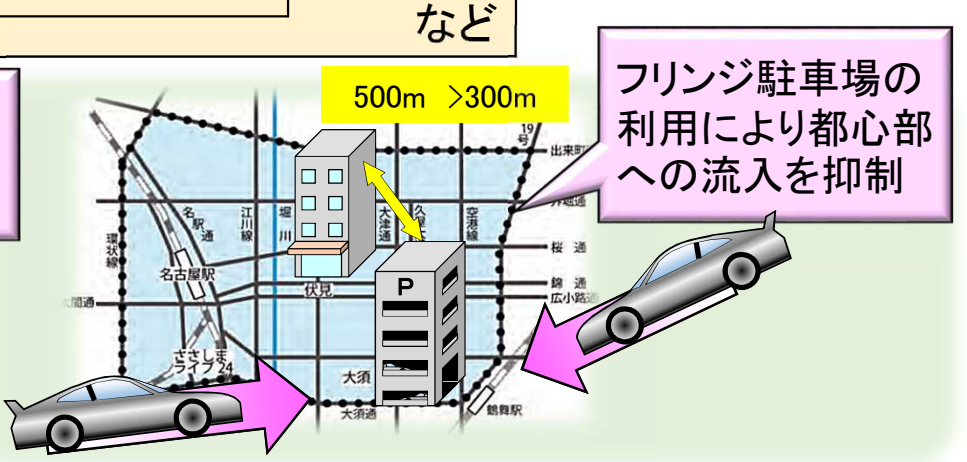 など
500m >300m
フリンジ駐車場の
利用により都心部
への流入を抑制
19
号
出来町
外堀通
名
駅
通
江
川
線
堀
川
大
津
通
久
屋
空
港
線
環
状
線
桜 通
名古屋駅
錦 通
伏見
広小路通
P
ささしま
ライブ 24
大須
大須通
鶴舞駅